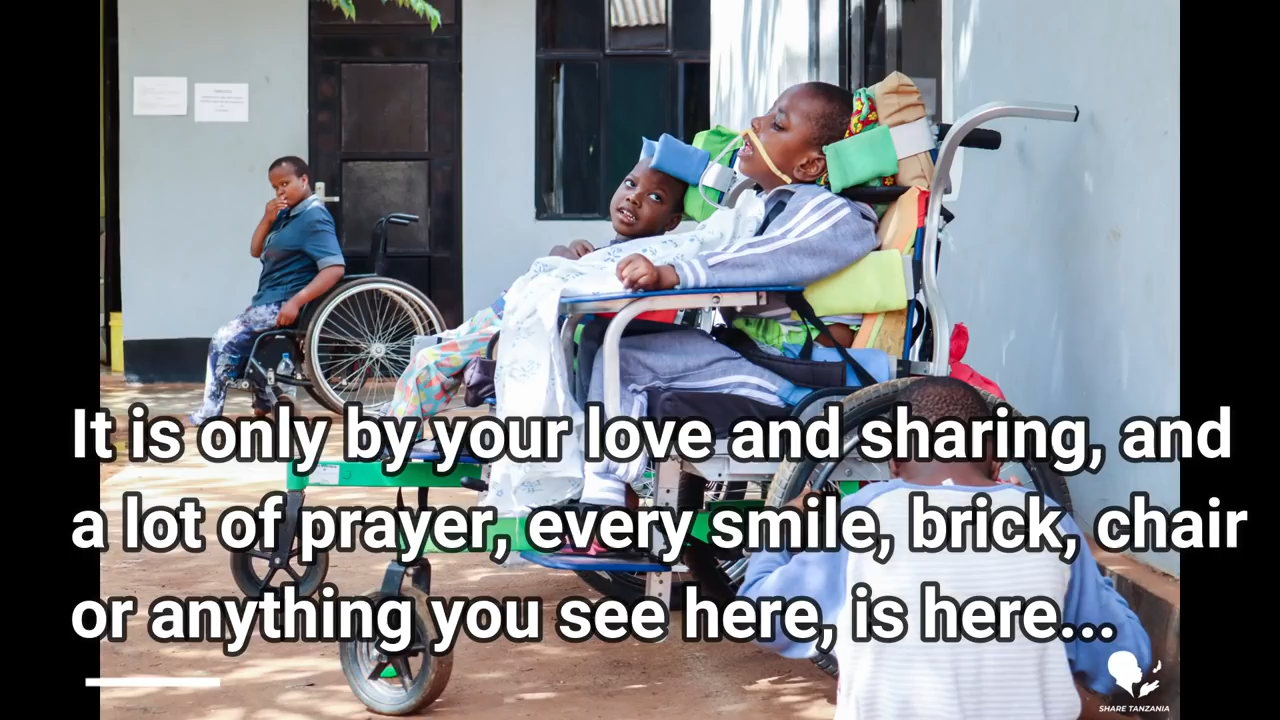 It is only by your love and sharing, and
a lot of prayer, every smile, brick, chair
or anything you see here, is here...
SHARE TANZANIA